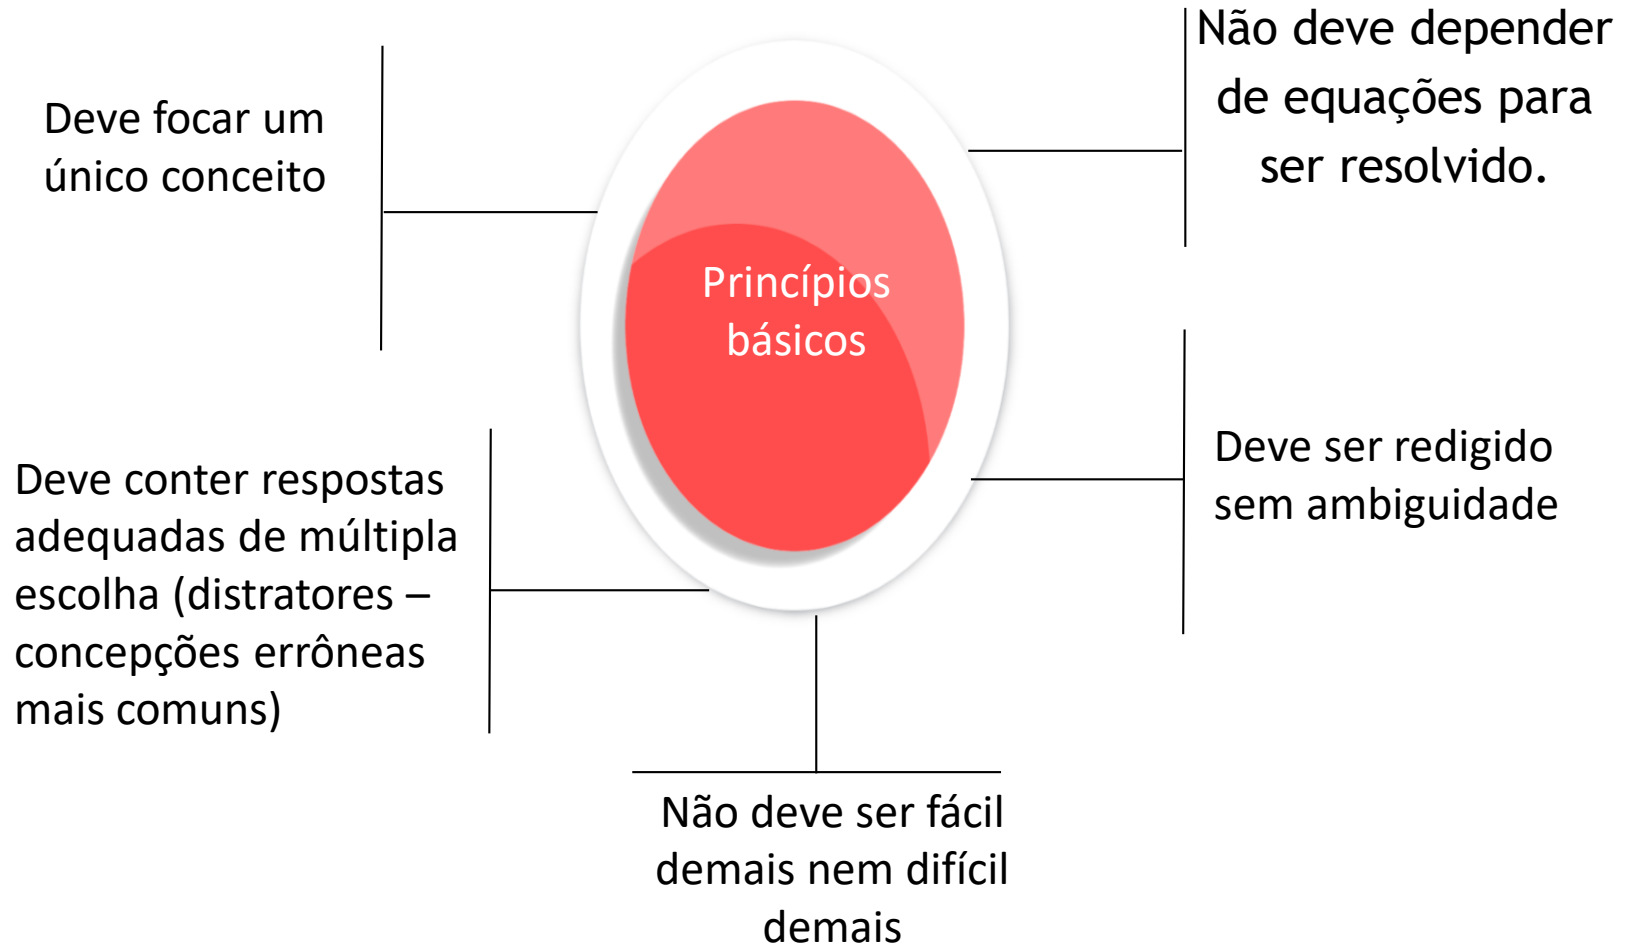 Deve focar um
único conceito
Não deve depender
de equações para
ser resolvido.
Princípios
básicos
Deve conter respostas
adequadas de múltipla
escolha (distratores –
concepções errôneas
mais comuns)
Deve ser redigido
sem ambiguidade
Não deve ser fácil
demais nem difícil
demais